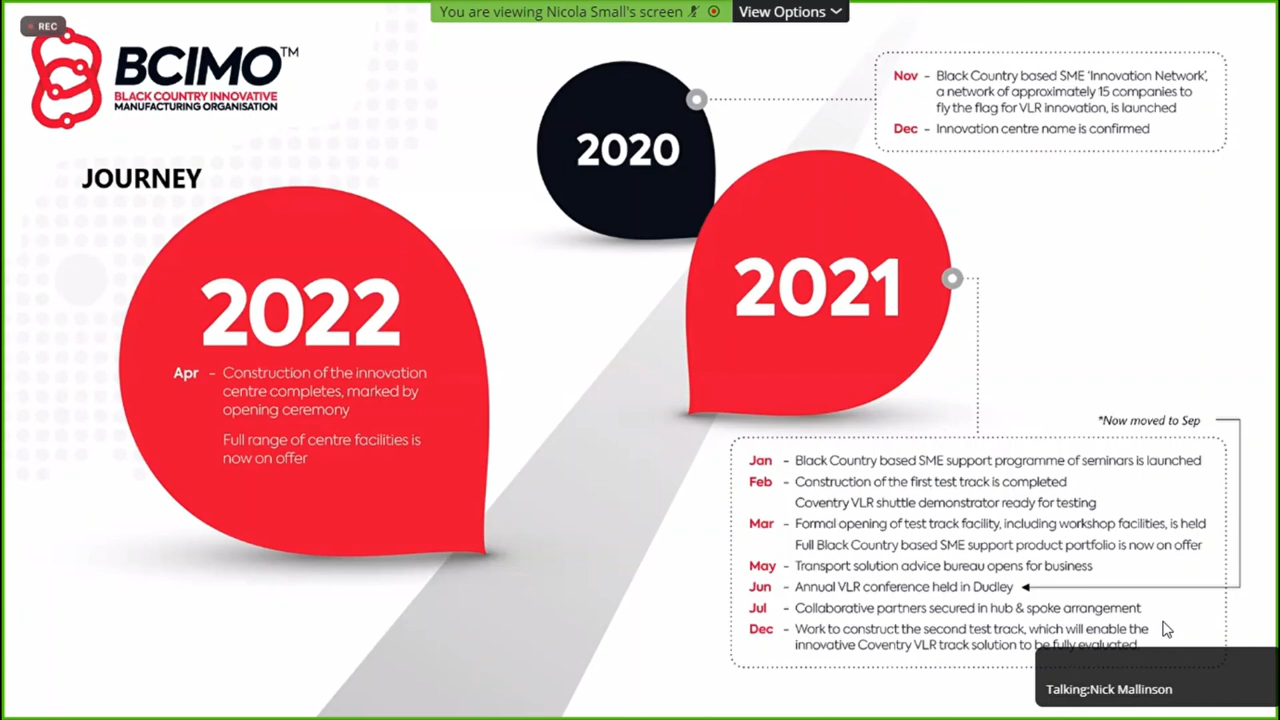 You are viewing Nicola Small's screen
View Options
REC
BCIMO™
BLACK COUNTRY INNOVATIVE
MANUFACTURING ORGANISATION
JOURNEY
2020
Nov - Black Country based SME 'Innovation Network',
a network of approximately 15 companies to
fly the flag for VLR innovation, is launched
Dec - Innovation centre name is confirmed
2021
2022
Apr - Construction of the innovation
centre completes, marked by
opening ceremony
Full range of centre facilities is
now on offer
*Now moved to Sep
Jan - Black Country based SME support programme of seminars is launched
Feb - Construction of the first test track is completed
Coventry VLR shuttle demonstrator ready for testing
Mar - Formal opening of test track facility, including workshop facilities, is held
Full Black Country based SME support product portfolio is now on offer
May - Transport solution advice bureau opens for business
Jun - Annual VLR conference held in Dudley
Jul - Collaborative partners secured in hub & spoke arrangement
Dec - Work to construct the second test track, which will enable the
innovative Coventry VLR track solution to be fully evaluated.
Talking:Nick Mallinson